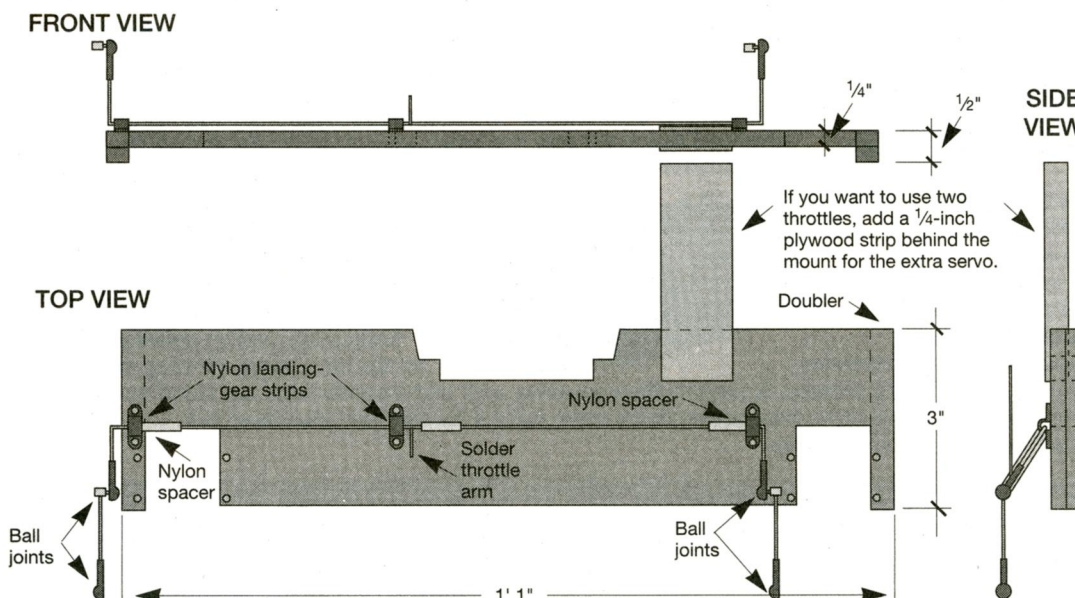 FRONT VIEW
1/4"
1/2"
SIDE
VIEW
If you want to use two
throttles, add a 1/4-inch
plywood strip behind the
mount for the extra servo.
TOP VIEW
Doubler
Nylon landing-
gear strips
Nylon spacer
3"
Nylon
spacer
Solder
throttle
arm
Ball
joints
Ball
joints
1' 1"